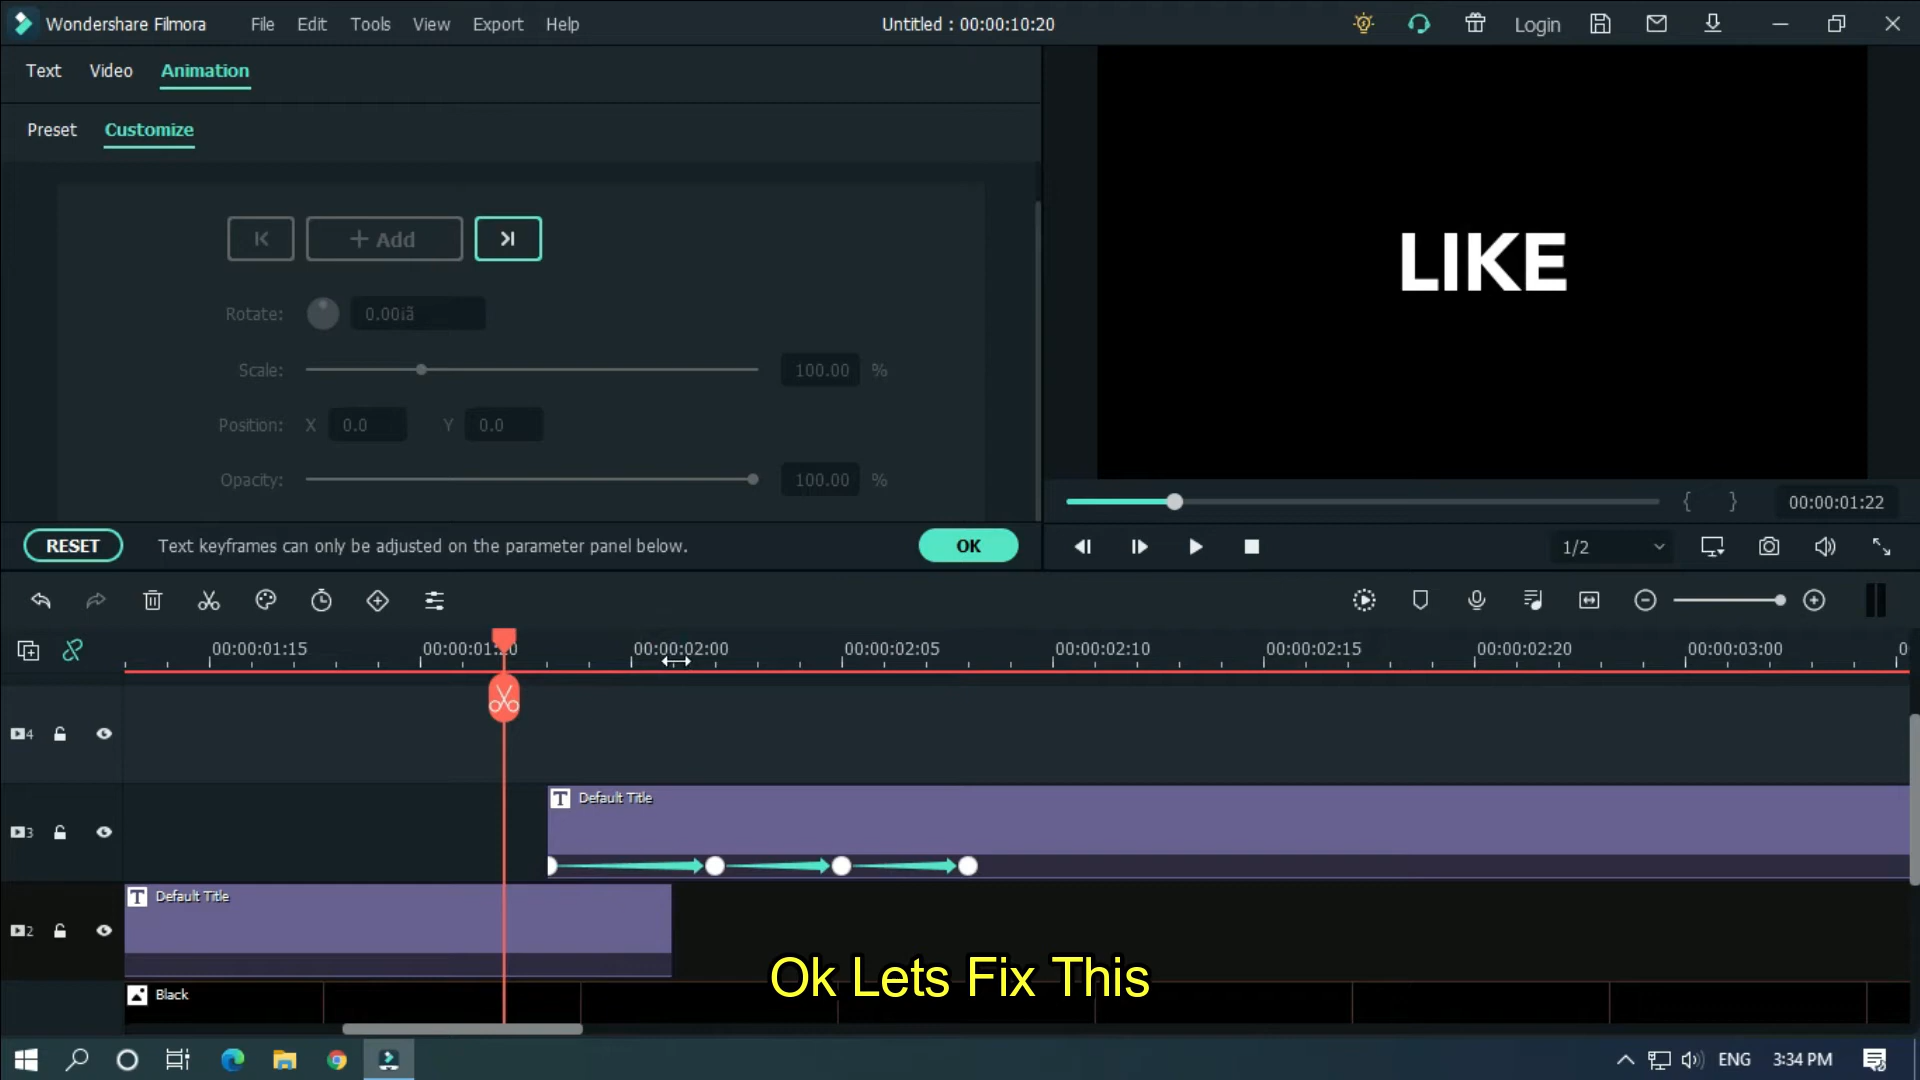 Wondershare Filmora File Edit Tools View Export Help Untitled : 00:00:10:20 Login
Text Video Animation
Preset Customize
+ Add
Rotate: 0.00iã
Scale: 100.00 %
Position: X 0.0 Y 0.0
Opacity: 100.00 %
LIKE
{ } 00:00:01:22
RESET Text keyframes can only be adjusted on the parameter panel below. OK
1/2
00:00:01:15 00:00:01:20 00:00:02:00 00:00:02:05 00:00:02:10 00:00:02:15 00:00:02:20 00:00:03:00 0
4
3 T Default Title
2 T Default Title
Ok Lets Fix This
Black
ENG 3:34 PM